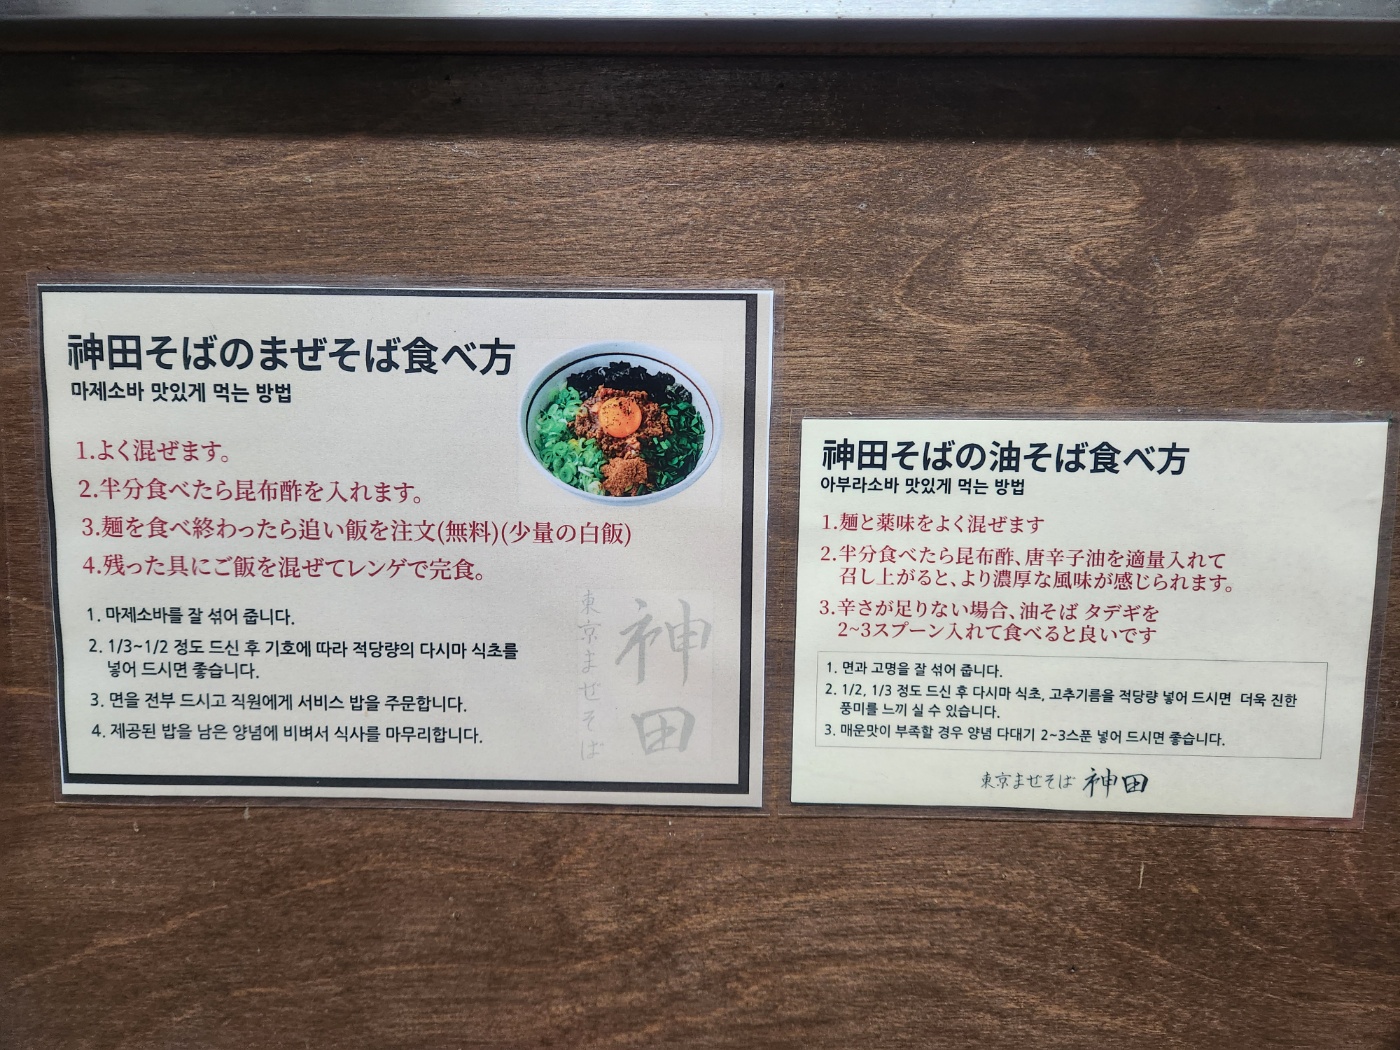 神田そばのまぜそば食べ方
마제소바 맛있게 먹는 방법
1.よく混ぜます。
2.半分食べたら昆布酢を入れます。
3.麺を食べ終わったら追い飯を注文(無料)(少量の白飯)
4.残った具にご飯を混ぜてレンゲで完食。
1. 마제소바를 잘 섞어 줍니다.
2. 1/3~1/2 정도 드신 후 기호에 따라 적당량의 다시마 식초를
넣어 드시면 좋습니다.
3. 면을 전부 드시고 직원에게 서비스 밥을 주문합니다.
4. 제공된 밥을 남은 양념에 비벼서 식사를 마무리합니다.
東京まぜそば
神田
神田そばの油そば食べ方
아부라소바 맛있게 먹는 방법
1.麺と薬味をよく混ぜます
2.半分食べたら昆布酢、唐辛子油を適量入れて
召し上がると、より濃厚な風味が感じられます。
3.辛さが足りない場合、油そば タデギを
2~3スプーン入れて食べると良いです
1. 면과 고명을 잘 섞어 줍니다.
2. 1/2, 1/3 정도 드신 후 다시마 식초, 고추기름을 적당량 넣어 드시면 더욱 진한
풍미를 느끼 실 수 있습니다.
3. 매운맛이 부족할 경우 양념 다대기 2~3스푼 넣어 드시면 좋습니다.
東京まぜそば 神田